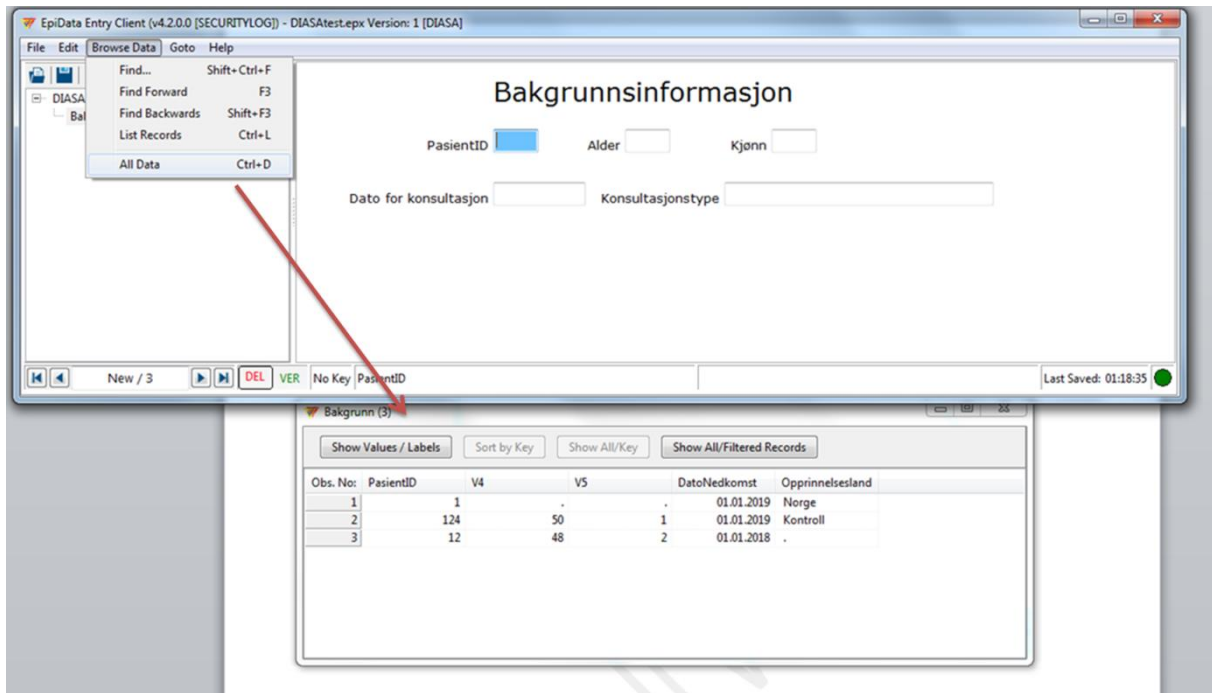 EpiData Entry Client (v4.2.0.0 [SECURITYLOG]) - DIASAtest.epx Version: 1 [DIASA]
File Edit Browse Data Goto Help
Find... Shift+Ctrl+F
Find Forward F3
Find Backwards Shift+F3
List Records Ctrl+L
All Data Ctrl+D
DIASA
Bakgrunnsinformasjon
PasientID Alder Kjønn
Dato for konsultasjon Konsultasjonstype
New / 3 DEL VER No Key PasientID Last Saved: 01:18:35
Bakgrunn (3)
Show Values / Labels Sort by Key Show All/Key Show All/Filtered Records
Obs. No: PasientID V4 V5 DatoNedkomst Opprinnelsesland
1 1 . . 01.01.2019 Norge
2 124 50 1 01.01.2019 Kontroll
3 12 48 2 01.01.2018 .